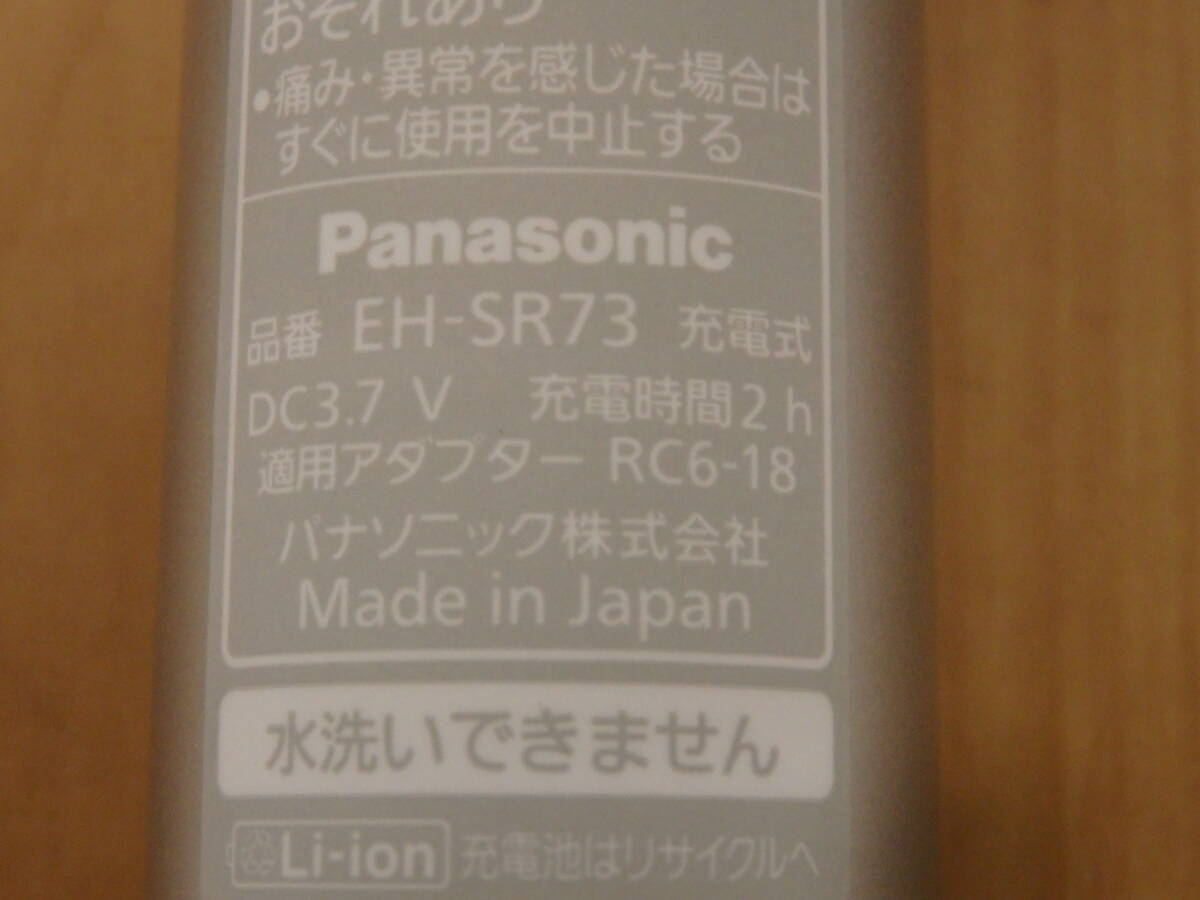 おそれあり
•痛み・異常を感じた場合は
すぐに使用を中止する
Panasonic
品番 EH-SR73 充電式
DC3.7 V 充電時間2h
適用アダプター RC6-18
パナソニック株式会社
Made in Japan
水洗いできません
Li-ion 充電池はリサイクルへ